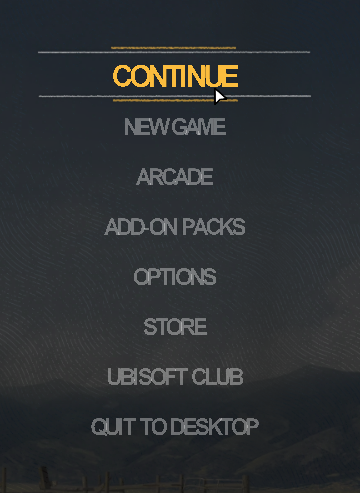 CONTINUE
NEW GAME
ARCADE
ADD-ON PACKS
OPTIONS
STORE
UBISOFT CLUB
QUIT TO DESKTOP